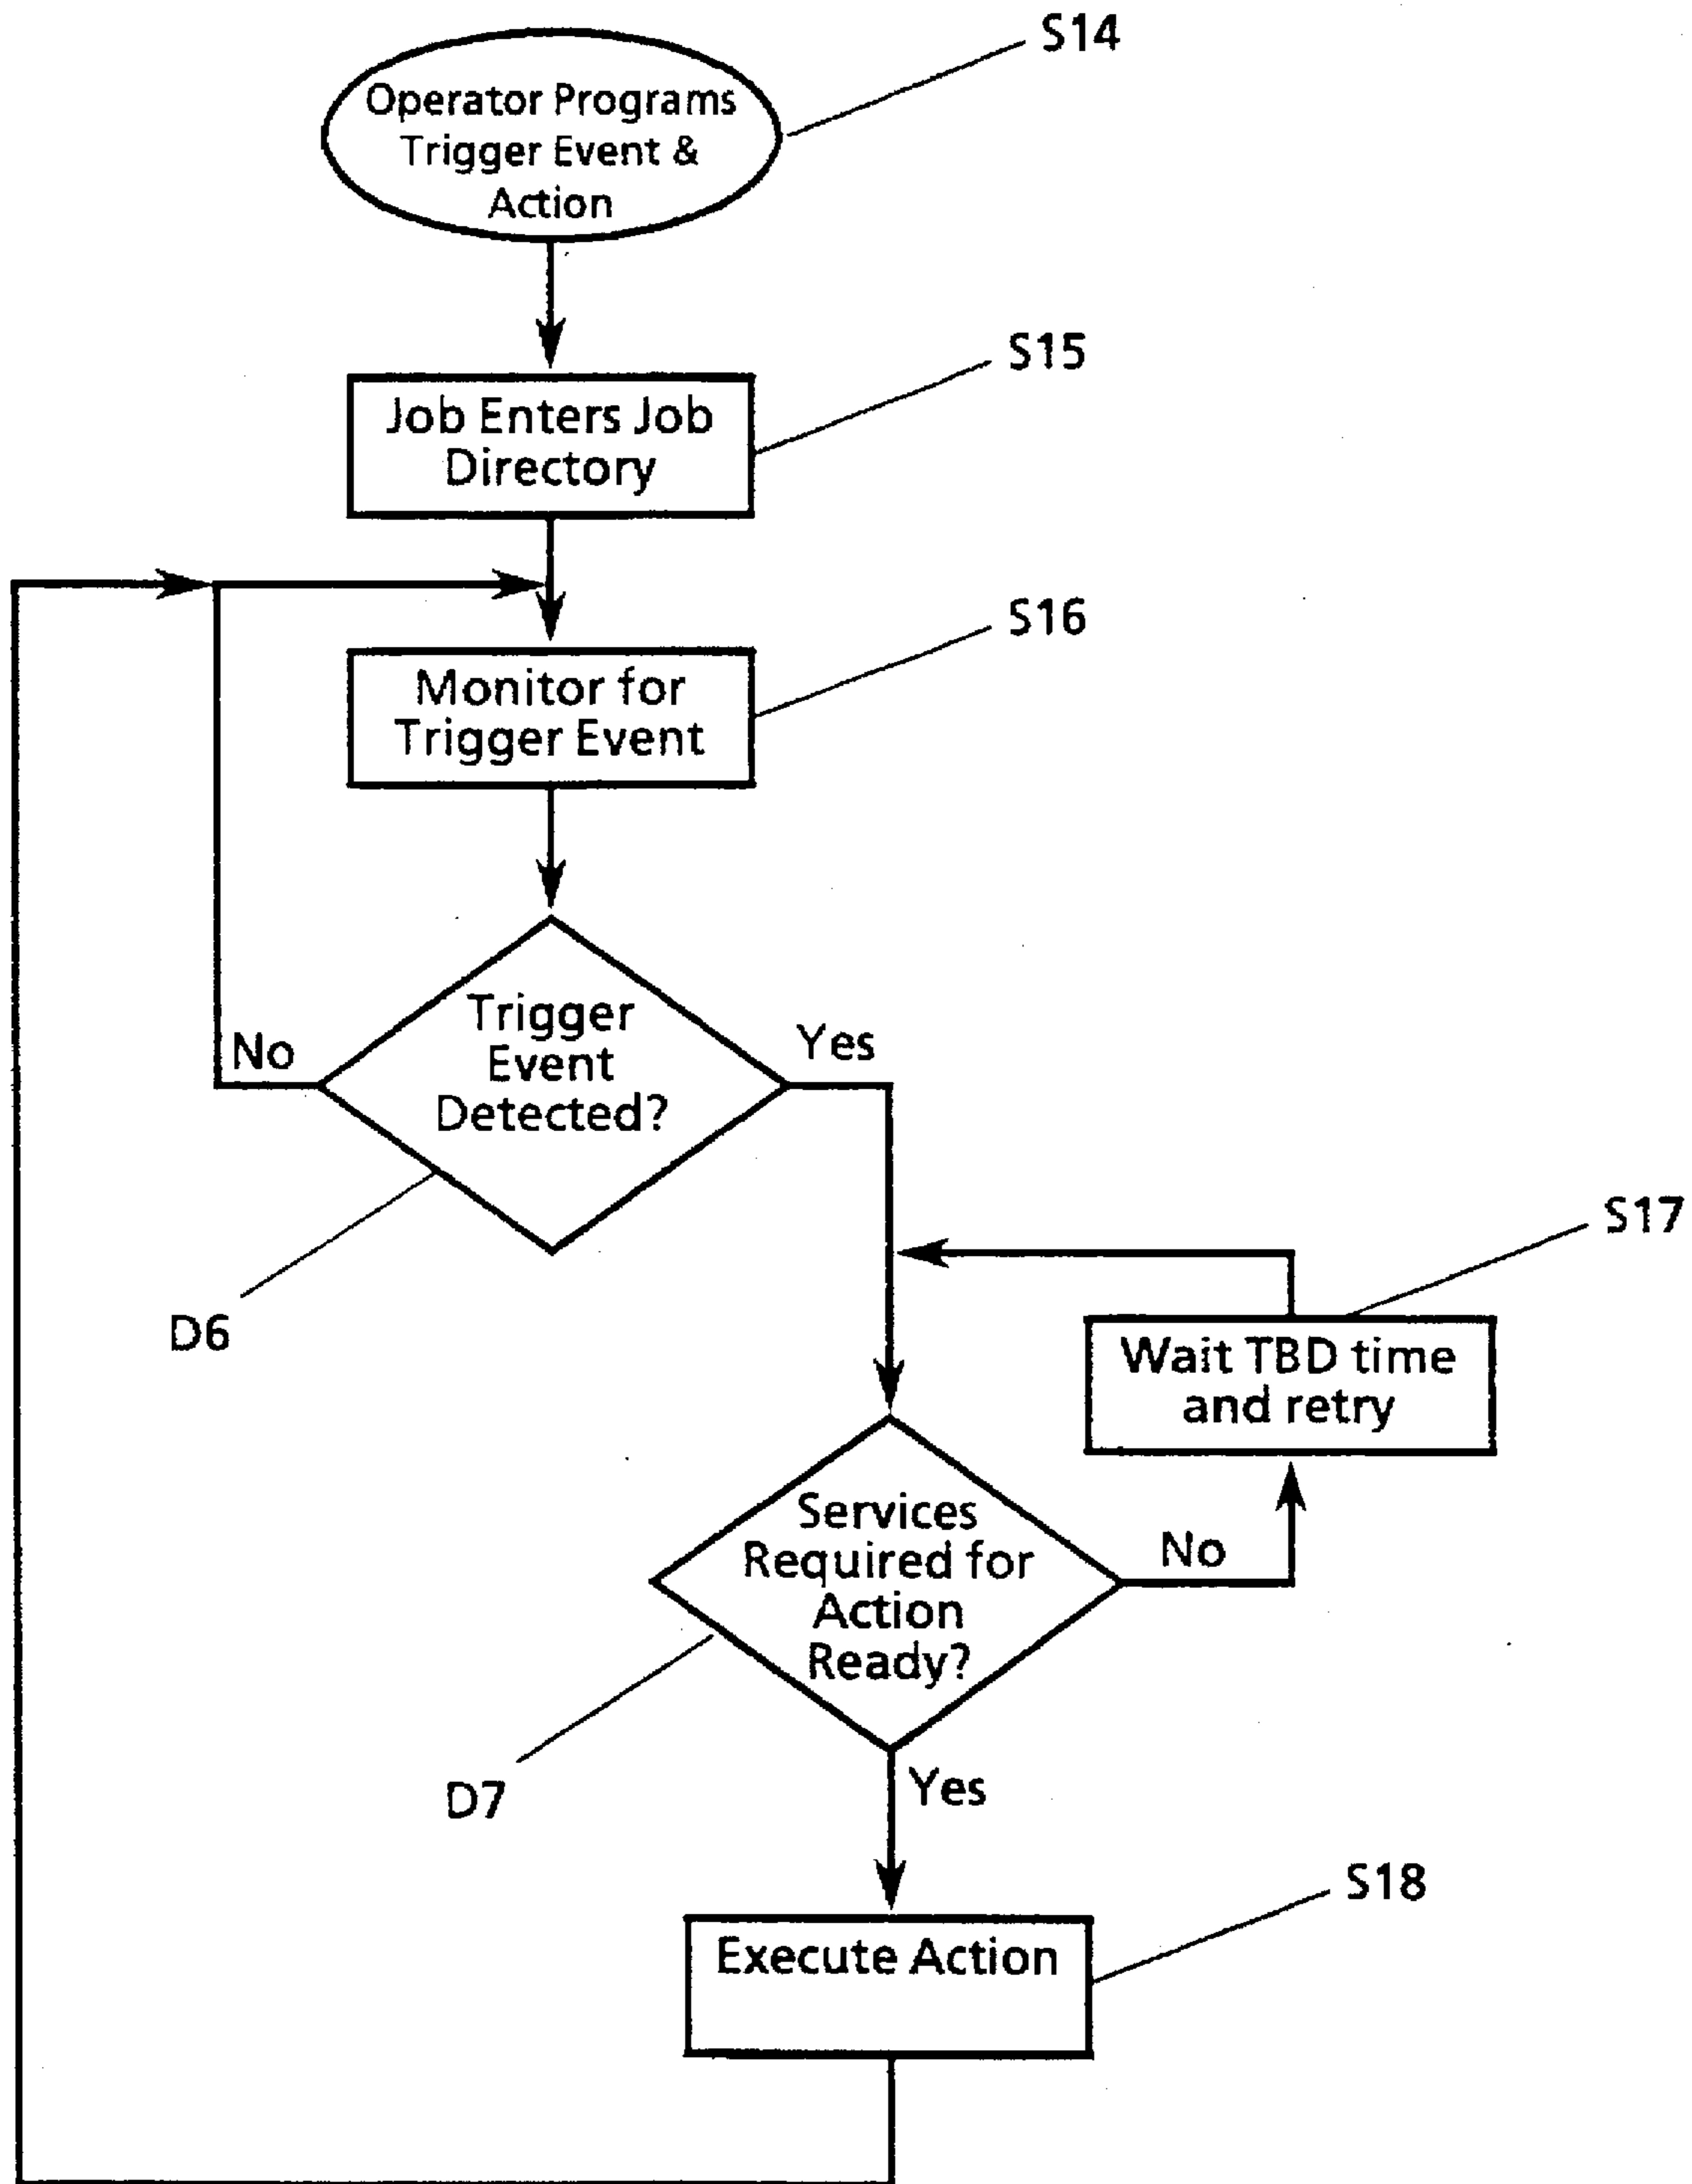 S14
Operator Programs
Trigger Event &
Action
S15
Job Enters Job
Directory
S16
Monitor for
Trigger Event
Trigger
Event
Detected?
No
Yes
D6
S17
Wait TBD time
and retry
Services
Required for
Action
Ready?
No
D7
Yes
S18
Execute Action